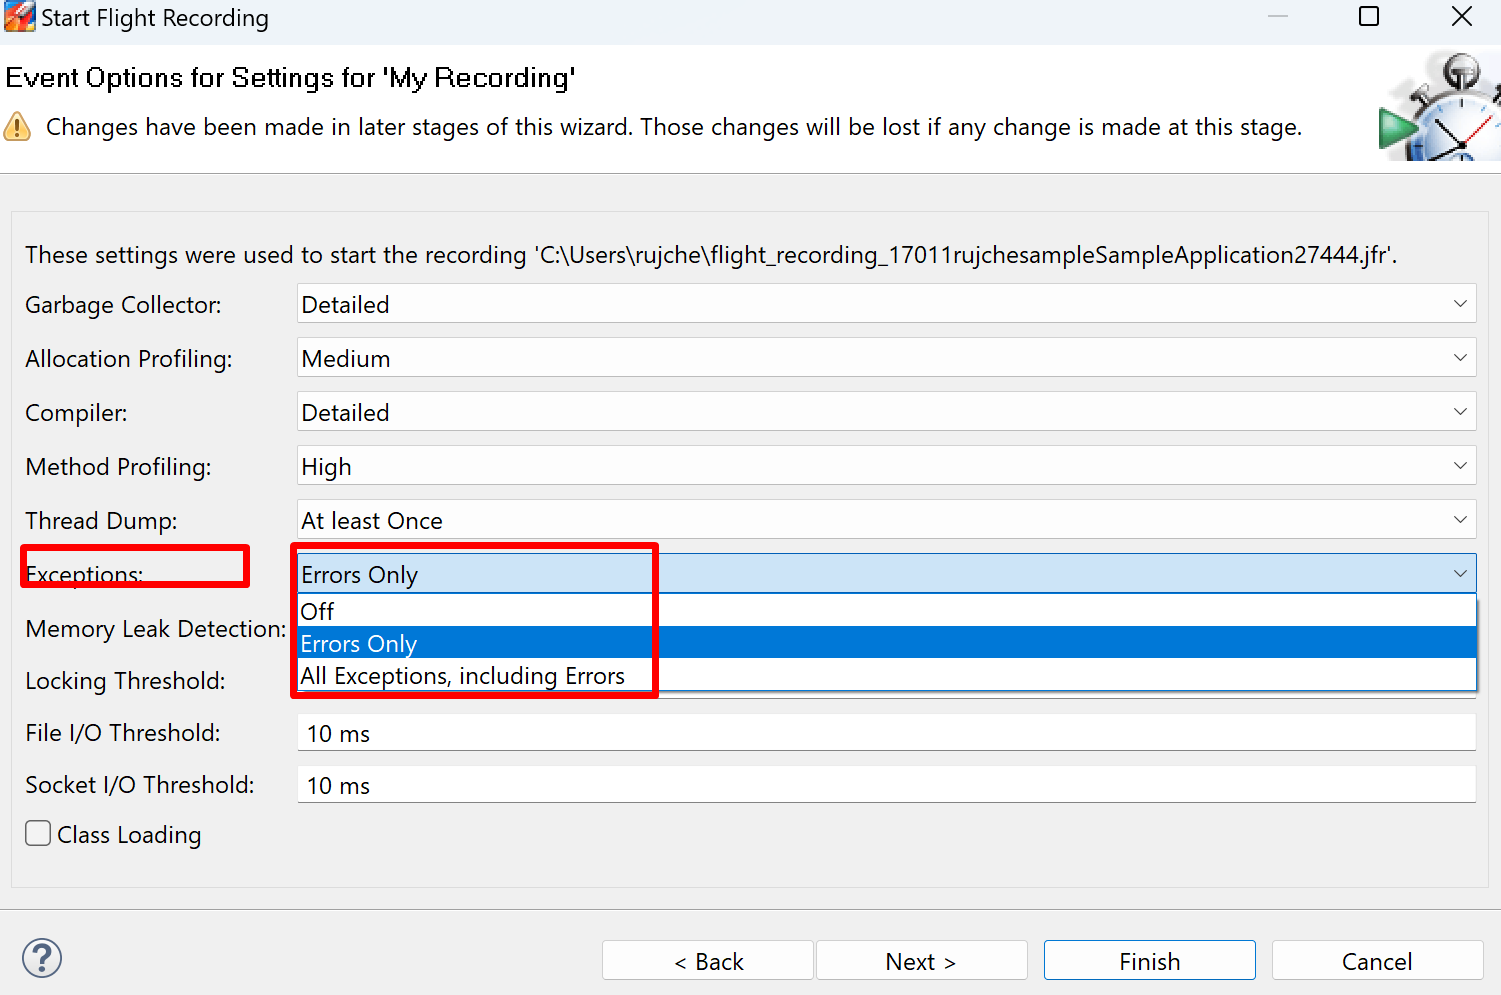 Start Flight Recording
Event Options for Settings for 'My Recording'
Changes have been made in later stages of this wizard. Those changes will be lost if any change is made at this stage.
These settings were used to start the recording 'C:\Users\rujche\flight_recording_17011rujchesampleSampleApplication27444.jfr'.
Garbage Collector: Detailed
Allocation Profiling: Medium
Compiler: Detailed
Method Profiling: High
Thread Dump: At least Once
Exceptions: Errors Only
Off
Memory Leak Detection: Errors Only
Locking Threshold: All Exceptions, including Errors
File I/O Threshold: 10 ms
Socket I/O Threshold: 10 ms
Class Loading
? < Back Next > Finish Cancel